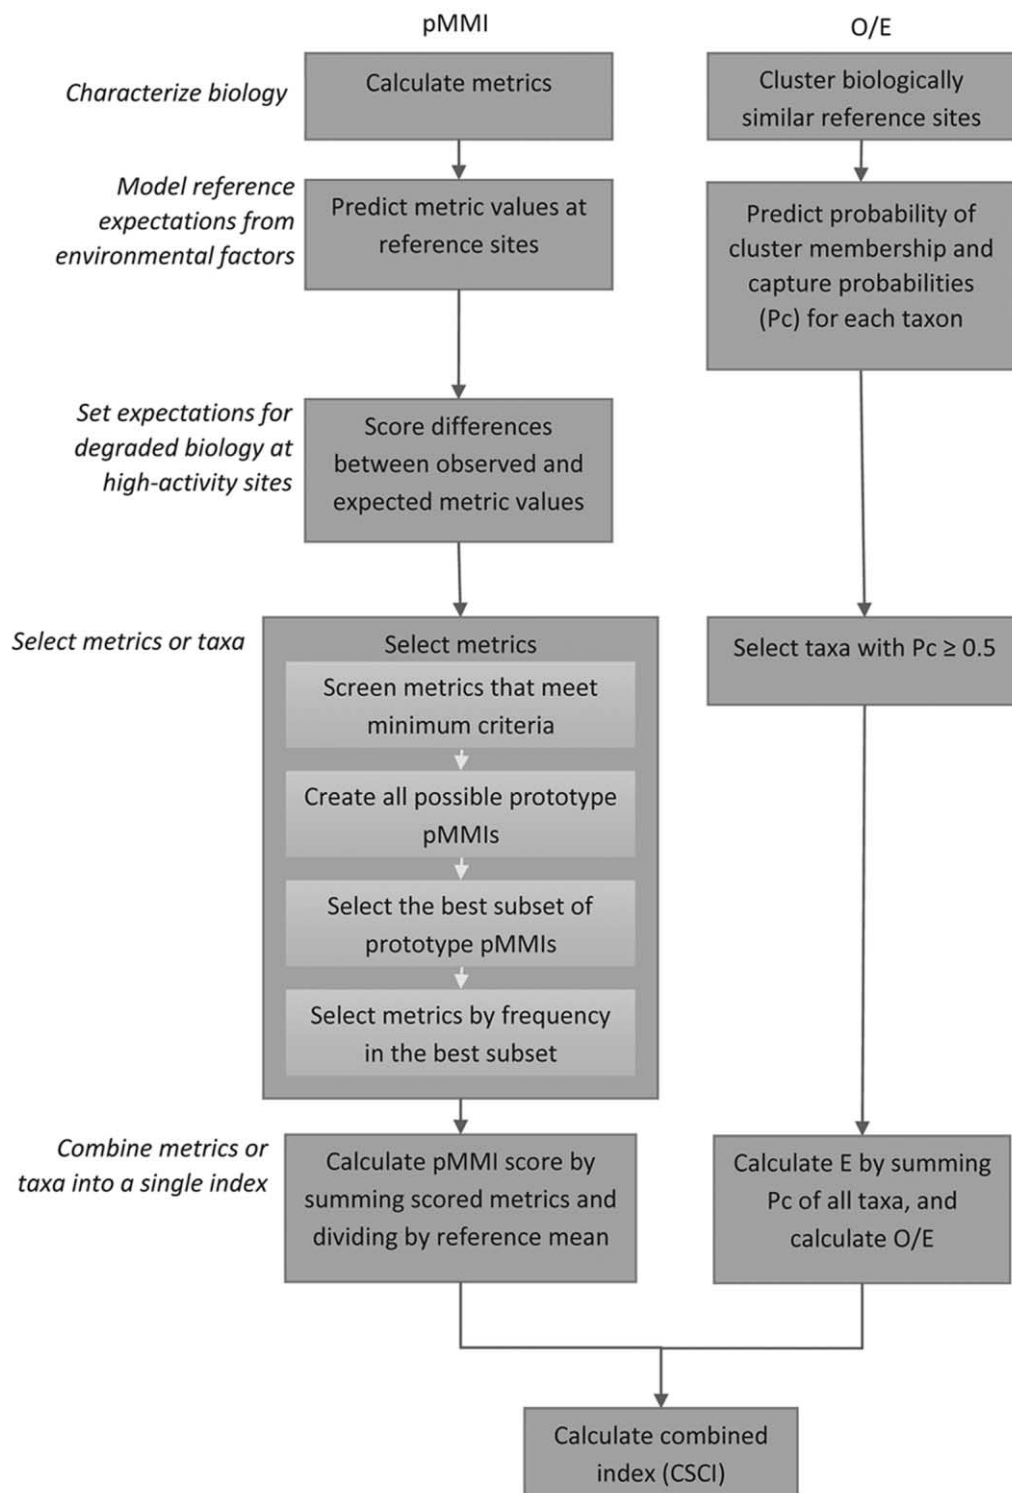 pMMI
O/E
Characterize biology
Calculate metrics
Cluster biologically
similar reference sites
Model reference
expectations from
environmental factors
Predict metric values at
reference sites
Predict probability of
cluster membership and
capture probabilities
(Pc) for each taxon
Set expectations for
degraded biology at
high-activity sites
Score differences
between observed and
expected metric values
Select metrics or taxa
Select metrics
Screen metrics that meet
minimum criteria
Create all possible prototype
pMMIs
Select the best subset of
prototype pMMIs
Select metrics by frequency
in the best subset
Select taxa with Pc ≥ 0.5
Combine metrics or
taxa into a single index
Calculate pMMI score by
summing scored metrics and
dividing by reference mean
Calculate E by summing
Pc of all taxa, and
calculate O/E
Calculate combined
index (CSCI)